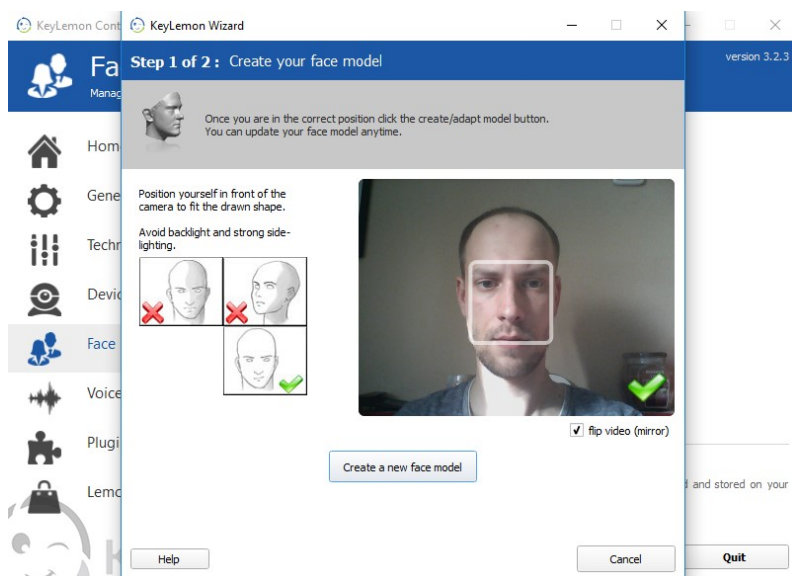 KeyLemon Cont
KeyLemon Wizard
version 3.2.3
Fa
Manag
Step 1 of 2 : Create your face model
Once you are in the correct position click the create/adapt model button.
You can update your face model anytime.
Hom
Gene
Techr
Devic
Face
Voice
Plugi
Lemo
Position yourself in front of the
camera to fit the drawn shape.
Avoid backlight and strong side-
lighting.
flip video (mirror)
Create a new face model
and stored on your
Help
Cancel
Quit